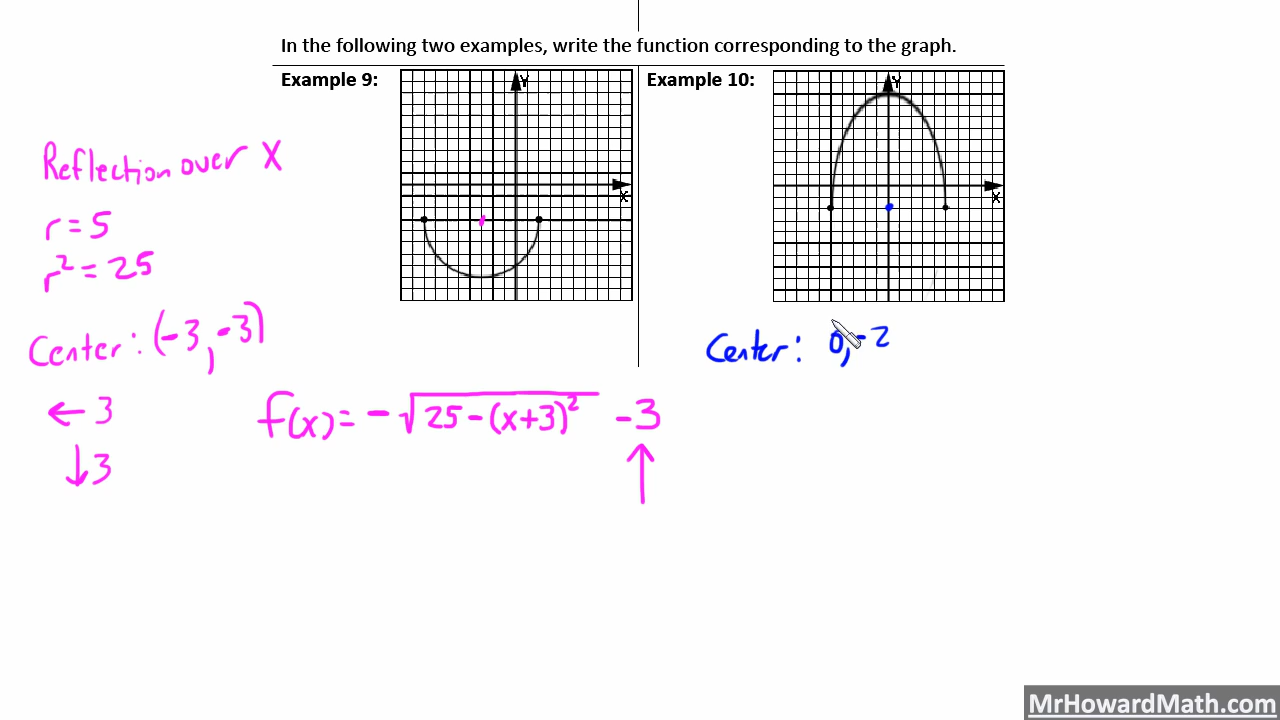 In the following two examples, write the function corresponding to the graph.
Example 9:
Y
X
Example 10:
Y
X
Reflection over X
r = 5
r² = 25
Center: (-3, -3)
← 3
↓ 3
f(x) = -√25-(x+3)² -3
↑
Center: 0, -2
MrHowardMath.com